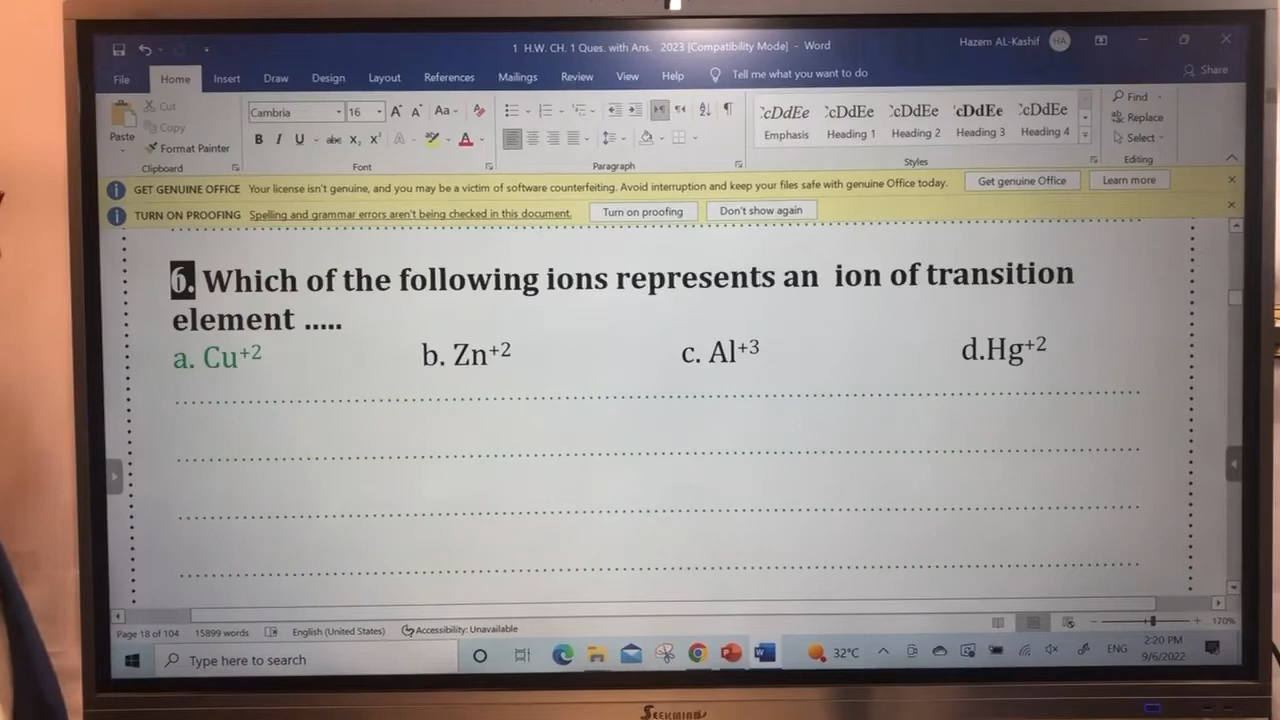 1 H.W. CH. 1 Ques. with Ans. 2023 [Compatibility Mode] - Word
Hazem AL-Kashif
HA
File Home Insert Draw Design Layout References Mailings Review View Help Tell me what you want to do
Share
Cut
Copy
Format Painter
Paste
Clipboard
Cambria 16
Font
Paragraph
Emphasis Heading 1 Heading 2 Heading 3 Heading 4
Styles
Find
Replace
Select
Editing
GET GENUINE OFFICE Your license isn't genuine, and you may be a victim of software counterfeiting. Avoid interruption and keep your files safe with genuine Office today. Get genuine Office Learn more
TURN ON PROOFING Spelling and grammar errors aren't being checked in this document. Turn on proofing Don't show again
6. Which of the following ions represents an ion of transition
element .....
a. Cu+2 b. Zn+2 c. Al+3 d.Hg+2
Page 18 of 104 15899 words English (United States) Accessibility: Unavailable 170%
Type here to search 32°C ENG 2:20 PM
9/6/2022
SEEKMIND